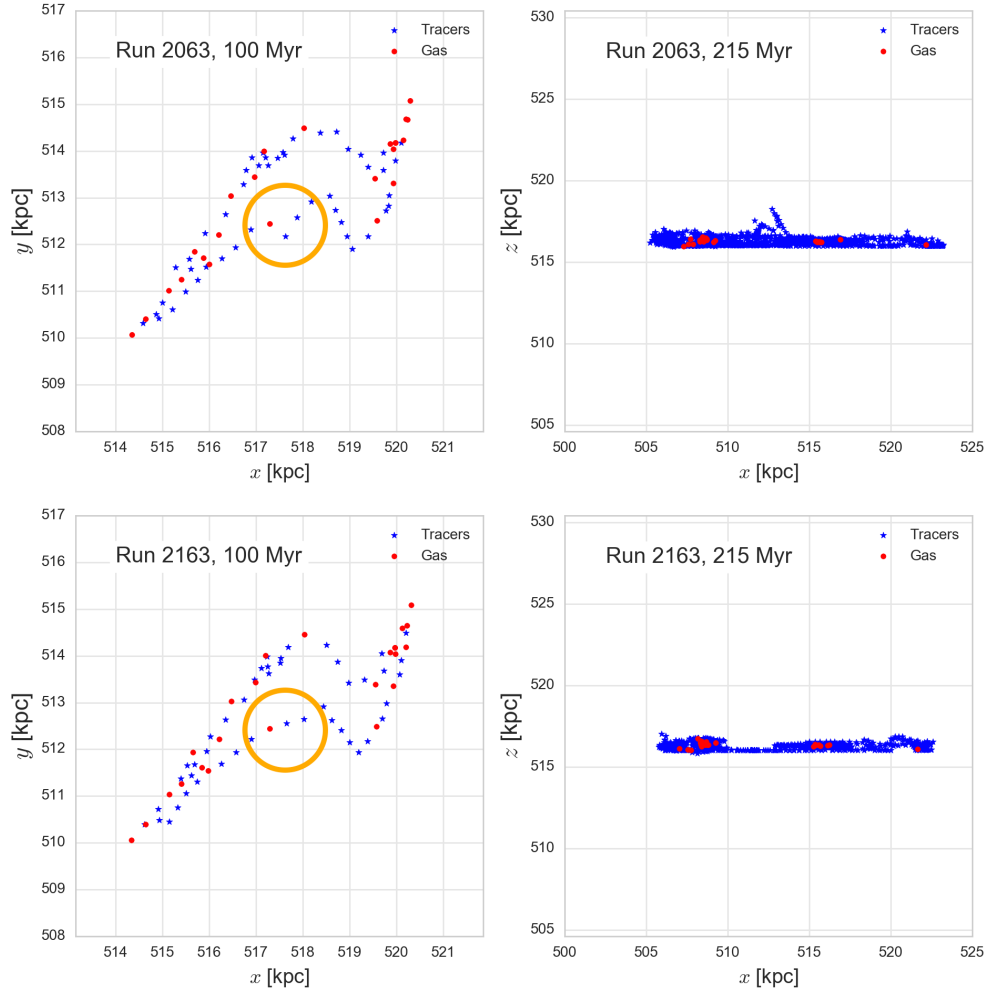 517
516
515
514
513
512
511
510
509
508
y [kpc]
Run 2063, 100 Myr
Tracers
Gas
514 515 516 517 518 519 520 521
x [kpc]
530
525
520
515
510
505
z [kpc]
Run 2063, 215 Myr
Tracers
Gas
500 505 510 515 520 525
x [kpc]
517
516
515
514
513
512
511
510
509
508
y [kpc]
Run 2163, 100 Myr
Tracers
Gas
514 515 516 517 518 519 520 521
x [kpc]
530
525
520
515
510
505
z [kpc]
Run 2163, 215 Myr
Tracers
Gas
500 505 510 515 520 525
x [kpc]